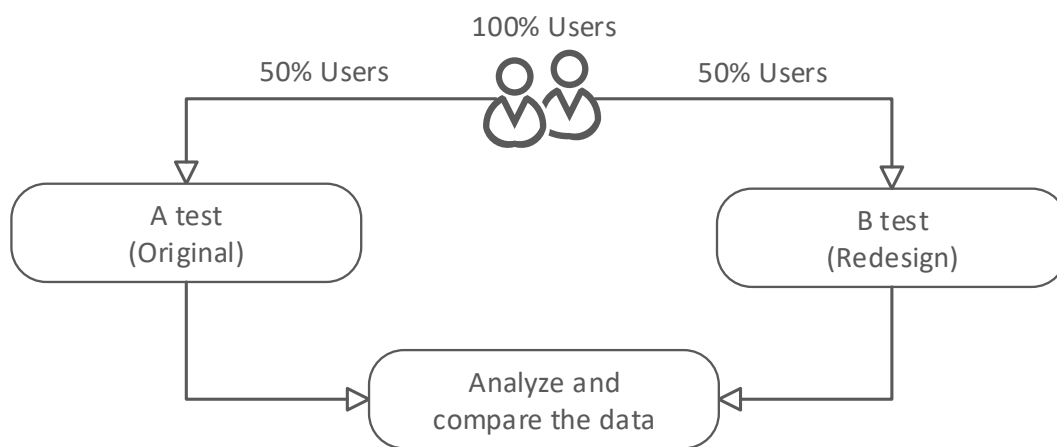 100% Users
50% Users
50% Users
A test
(Original)
B test
(Redesign)
Analyze and
compare the data